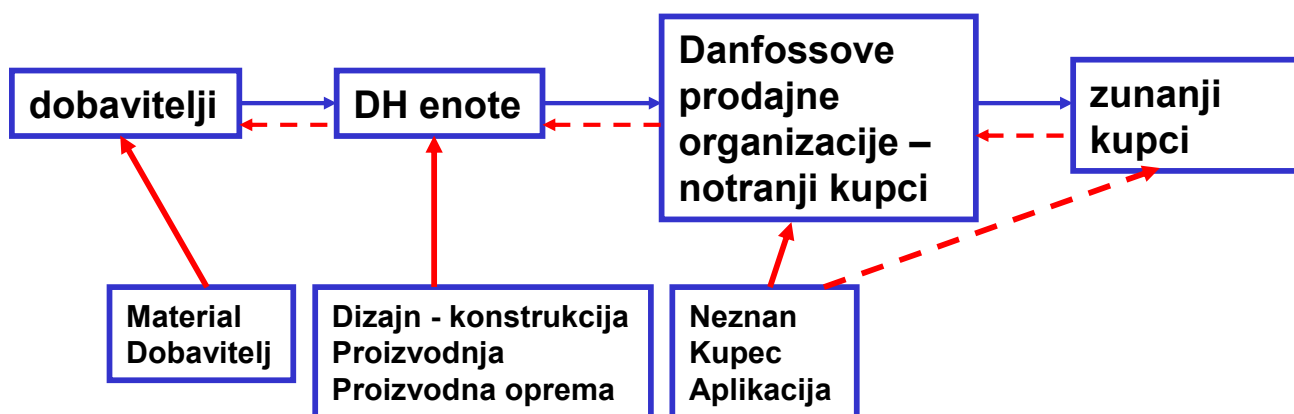 dobavitelji
DH enote
Danfossove
prodajne
organizacije –
notranji kupci
zunanji
kupci
Material
Dobavitelj
Dizajn - konstrukcija
Proizvodnja
Proizvodna oprema
Neznan
Kupec
Aplikacija